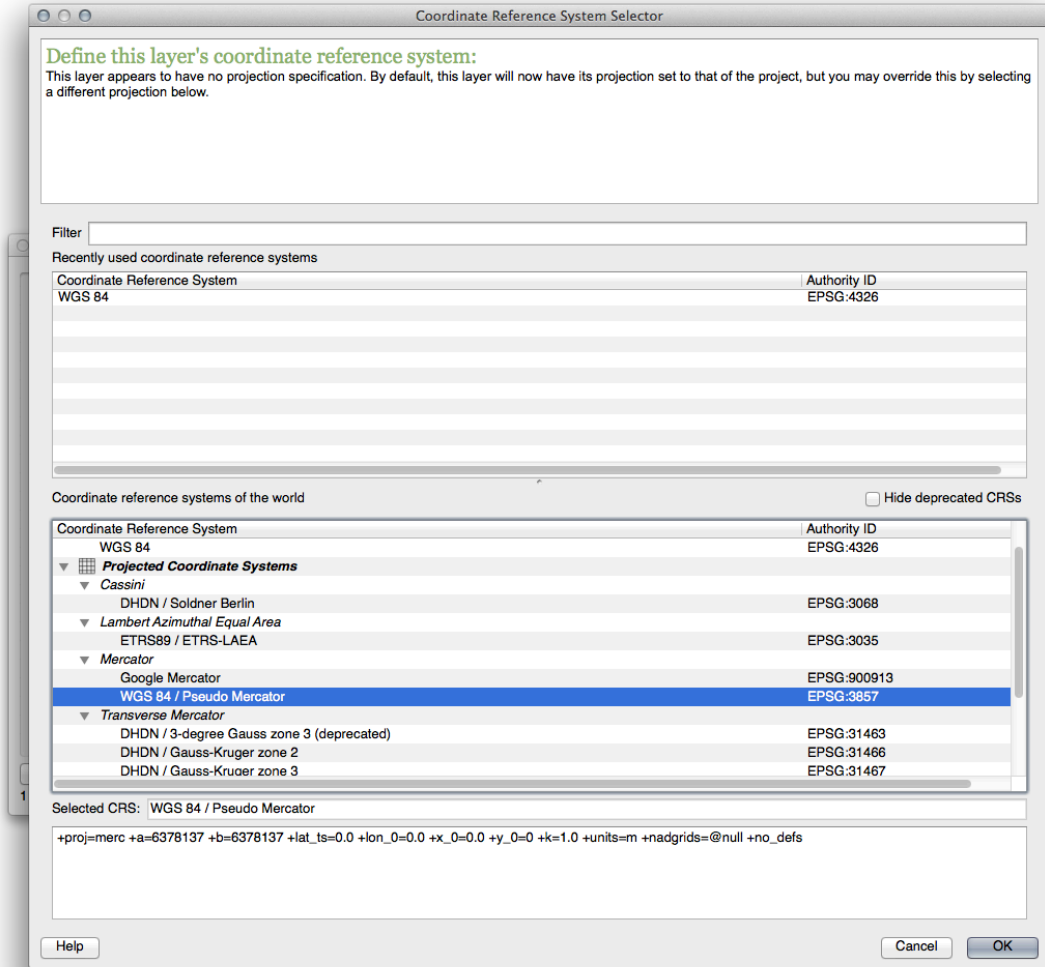 Coordinate Reference System Selector
Define this layer's coordinate reference system:
This layer appears to have no projection specification. By default, this layer will now have its projection set to that of the project, but you may override this by selecting
a different projection below.
Filter
Recently used coordinate reference systems
Coordinate Reference System Authority ID
WGS 84 EPSG:4326
Coordinate reference systems of the world Hide deprecated CRSs
Coordinate Reference System Authority ID
WGS 84 EPSG:4326
Projected Coordinate Systems
Cassini
DHDN / Soldner Berlin EPSG:3068
Lambert Azimuthal Equal Area
ETRS89 / ETRS-LAEA EPSG:3035
Mercator
Google Mercator EPSG:900913
WGS 84 / Pseudo Mercator EPSG:3857
Transverse Mercator
DHDN / 3-degree Gauss zone 3 (deprecated) EPSG:31463
DHDN / Gauss-Kruger zone 2 EPSG:31466
DHDN / Gauss-Kruger zone 3 EPSG:31467
1
Selected CRS: WGS 84 / Pseudo Mercator
+proj=merc +a=6378137 +b=6378137 +lat_ts=0.0 +lon_0=0.0 +x_0=0.0 +y_0=0 +k=1.0 +units=m +nadgrids=@null +no_defs
Help Cancel OK